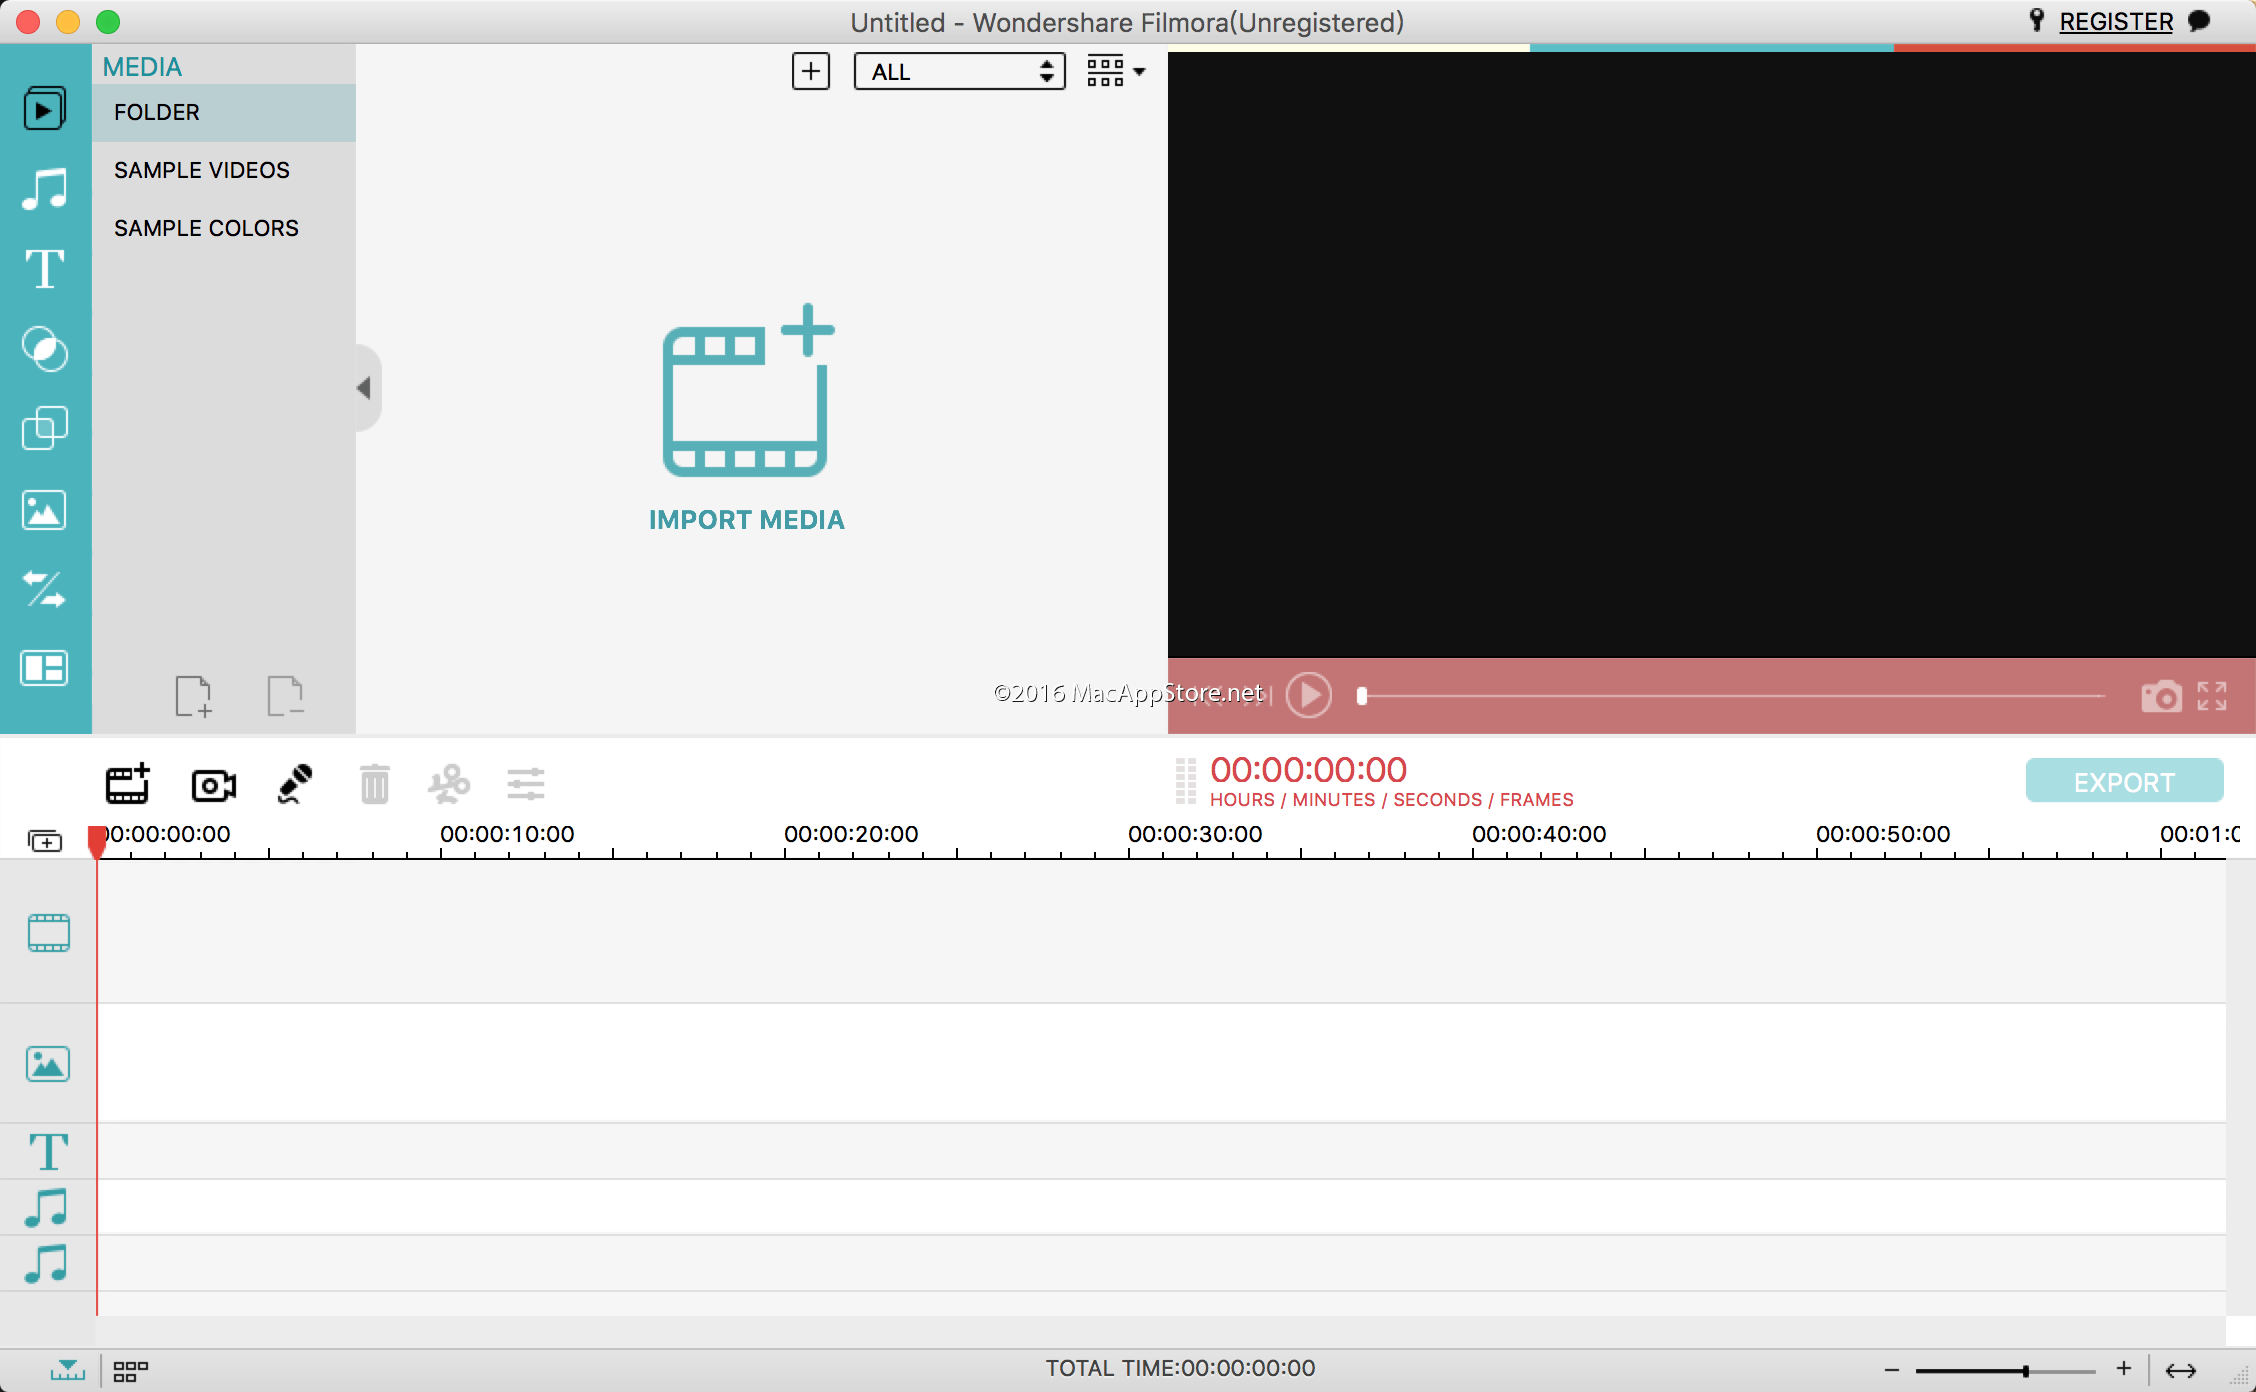 Untitled - Wondershare Filmora(Unregistered)
REGISTER
MEDIA
FOLDER
SAMPLE VIDEOS
SAMPLE COLORS
ALL
IMPORT MEDIA
©2016 MacAppStore.net
00:00:00:00
HOURS / MINUTES / SECONDS / FRAMES
EXPORT
00:00:00:00 00:00:10:00 00:00:20:00 00:00:30:00 00:00:40:00 00:00:50:00 00:01:0
TOTAL TIME:00:00:00:00